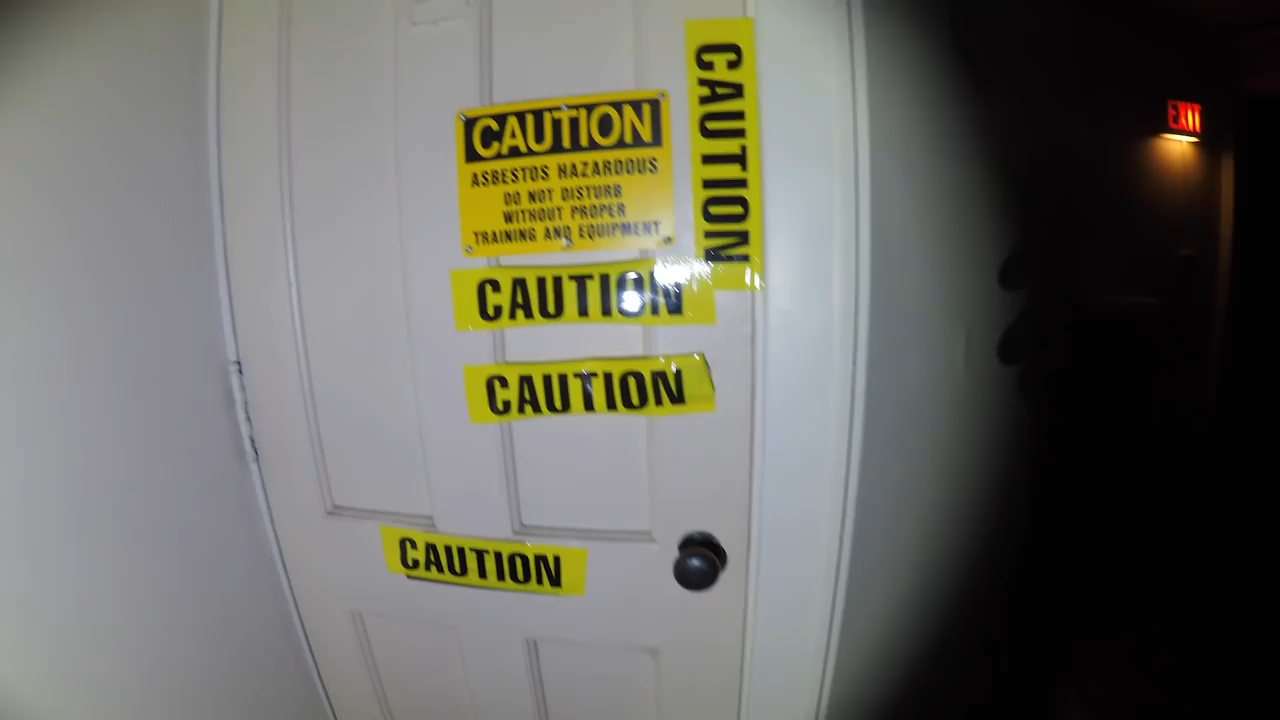 CAUTION
ASBESTOS HAZARDOUS
DO NOT DISTURB
WITHOUT PROPER
TRAINING AND EQUIPMENT
CAUTION
CAUTION
CAUTION
CAUTION
EXIT